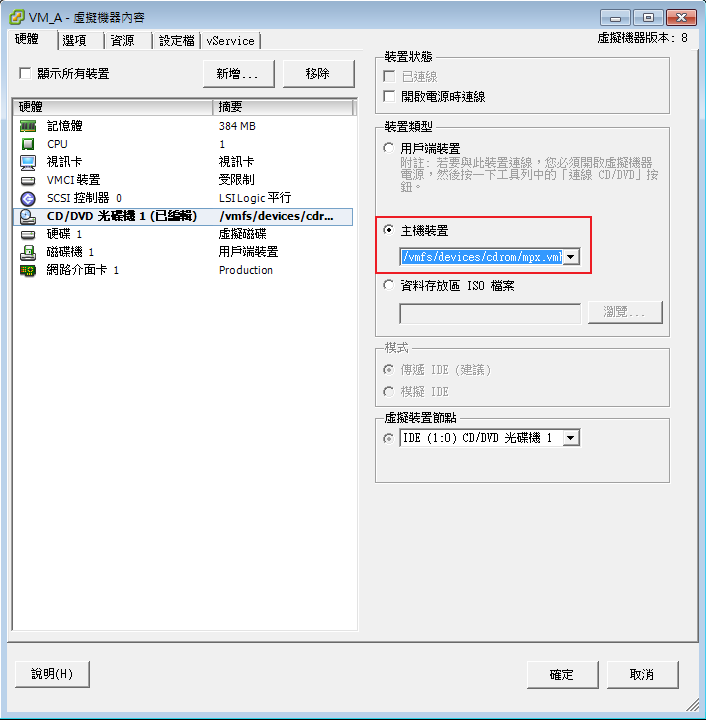 VM_A - 虛擬機器內容
硬體 選項 資源 設定檔 vService
虛擬機器版本: 8
顯示所有裝置 新增... 移除
硬體 摘要
記憶體 384 MB
CPU 1
視訊卡 視訊卡
VMCI 裝置 受限制
SCSI 控制器 0 LSI Logic 平行
CD/DVD 光碟機 1 (已編輯) /vmfs/devices/cdr...
硬碟 1 虛擬磁碟
磁碟機 1 用戶端裝置
網路介面卡 1 Production
裝置狀態
已連線
開啟電源時連線
裝置類型
用戶端裝置
附註: 若要與此裝置連線，您必須開啟虛擬機器
電源，然後按一下工具列中的「連線 CD/DVD」按
鈕。
主機裝置
/vmfs/devices/cdrom/mpx.vm
資料存放區 ISO 檔案
瀏覽...
模式
傳遞 IDE (建議)
模擬 IDE
虛擬裝置節點
IDE (1:0) CD/DVD 光碟機 1
說明(H) 確定 取消